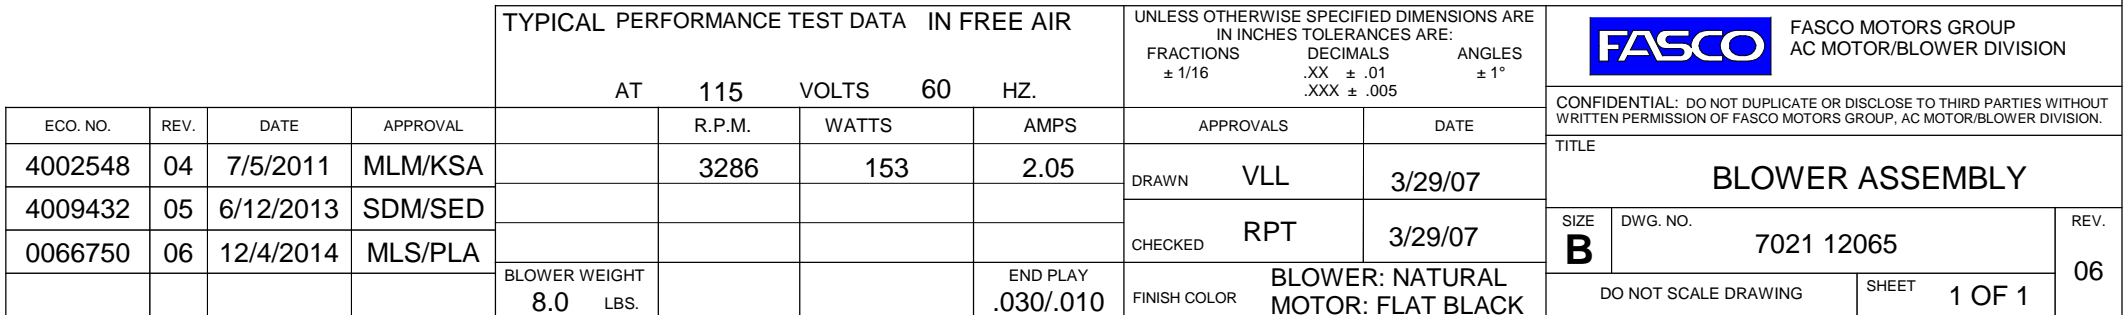 TYPICAL PERFORMANCE TEST DATA IN FREE AIR
AT 115 VOLTS 60 HZ.
R.P.M. WATTS AMPS
3286 153 2.05
BLOWER WEIGHT
8.0 LBS.
END PLAY
.030/.010
ECO. NO. REV. DATE APPROVAL
4002548 04 7/5/2011 MLM/KSA
4009432 05 6/12/2013 SDM/SED
0066750 06 12/4/2014 MLS/PLA
UNLESS OTHERWISE SPECIFIED DIMENSIONS ARE
IN INCHES TOLERANCES ARE:
FRACTIONS DECIMALS ANGLES
± 1/16 .XX ± .01 ± 1°
.XXX ± .005
APPROVALS DATE
DRAWN VLL 3/29/07
CHECKED RPT 3/29/07
FINISH COLOR
BLOWER: NATURAL
MOTOR: FLAT BLACK
FASCO
FASCO MOTORS GROUP
AC MOTOR/BLOWER DIVISION
CONFIDENTIAL: DO NOT DUPLICATE OR DISCLOSE TO THIRD PARTIES WITHOUT
WRITTEN PERMISSION OF FASCO MOTORS GROUP, AC MOTOR/BLOWER DIVISION.
TITLE
BLOWER ASSEMBLY
SIZE
B
DWG. NO.
7021 12065
REV.
06
DO NOT SCALE DRAWING
SHEET 1 OF 1